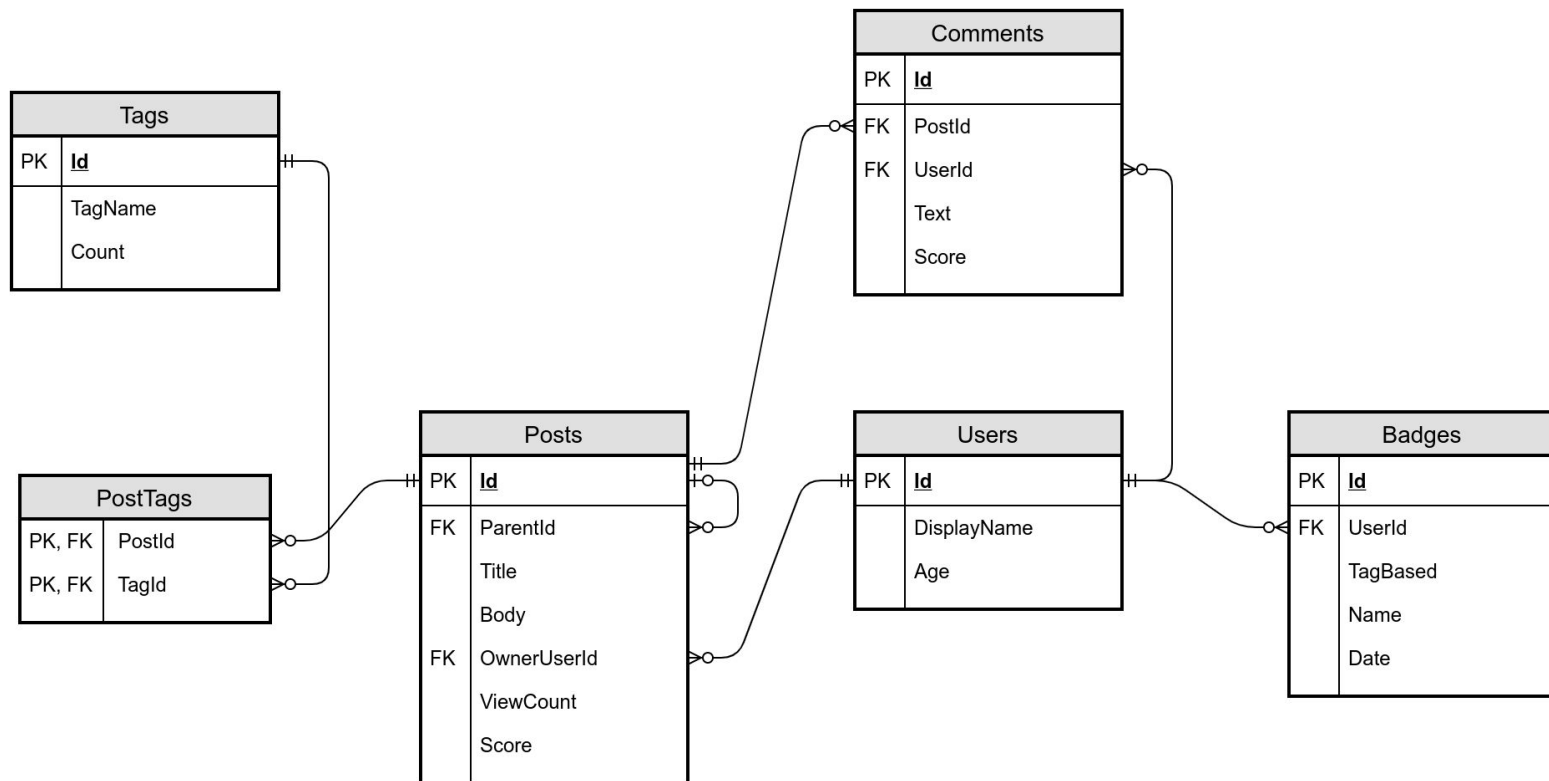 Comments
PK Id
FK PostId
FK UserId
Text
Score
Tags
PK Id
TagName
Count
Posts
PK Id
FK ParentId
Title
Body
FK OwnerUserId
ViewCount
Score
Users
PK Id
DisplayName
Age
Badges
PK Id
FK UserId
TagBased
Name
Date
PostTags
PK, FK PostId
PK, FK TagId